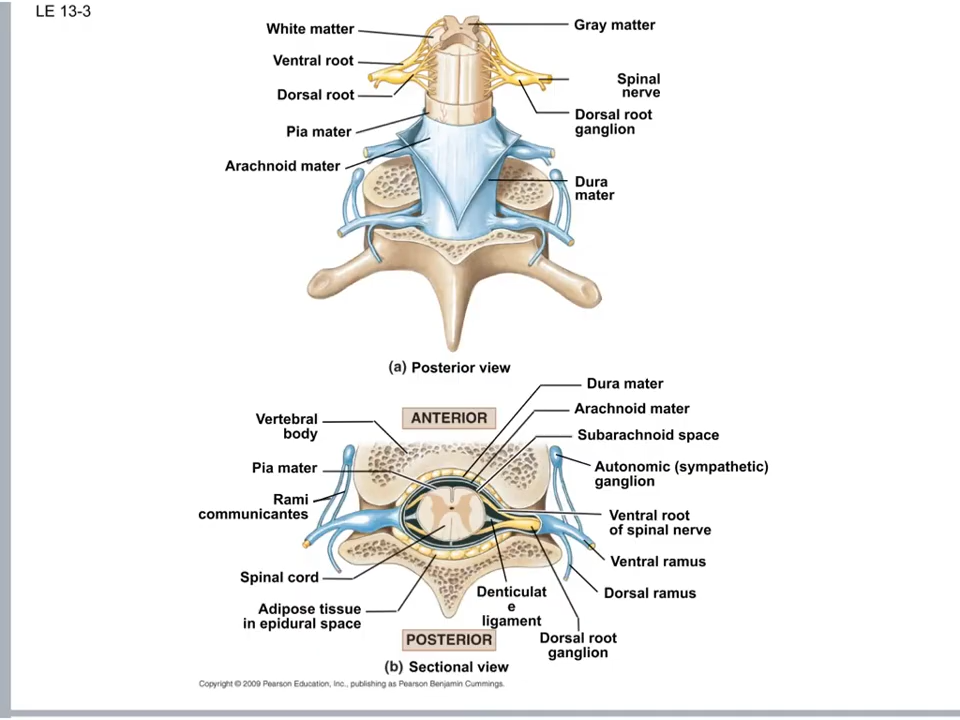 LE 13-3
White matter
Gray matter
Ventral root
Spinal
nerve
Dorsal root
Dorsal root
ganglion
Pia mater
Arachnoid mater
Dura
mater
(a) Posterior view
Dura mater
ANTERIOR
Arachnoid mater
Vertebral
body
Subarachnoid space
Pia mater
Autonomic (sympathetic)
ganglion
Rami
communicantes
Ventral root
of spinal nerve
Ventral ramus
Spinal cord
Dorsal ramus
Denticulat
e
ligament
Adipose tissue
in epidural space
POSTERIOR
Dorsal root
ganglion
(b) Sectional view
Copyright © 2009 Pearson Education, Inc., publishing as Pearson Benjamin Cummings.